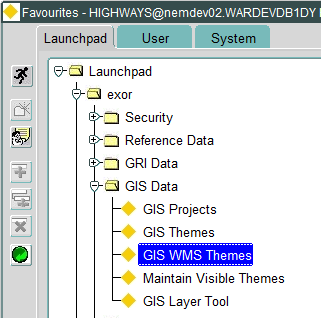 Favourites - HIGHWAYS@nemdev02.WARDEVDB1DY
Launchpad User System
Launchpad
exor
Security
Reference Data
GRI Data
GIS Data
GIS Projects
GIS Themes
GIS WMS Themes
Maintain Visible Themes
GIS Layer Tool